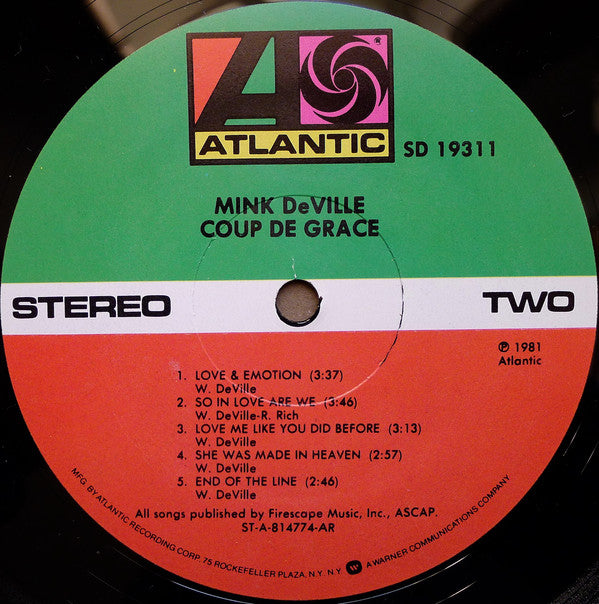 ATLANTIC
®
SD 19311
MINK DeVILLE
COUP DE GRACE
STEREO
TWO
℗ 1981
Atlantic
1. LOVE & EMOTION (3:37)
W. DeVille
2. SO IN LOVE ARE WE (3:46)
W. DeVille-R. Rich
3. LOVE ME LIKE YOU DID BEFORE (3:13)
W. DeVille
4. SHE WAS MADE IN HEAVEN (2:57)
W. DeVille
5. END OF THE LINE (2:46)
W. DeVille
All songs published by Firescape Music, Inc., ASCAP.
ST-A-814774-AR
MFG. BY ATLANTIC RECORDING CORP. 75 ROCKEFELLER PLAZA, N.Y. N.Y. A WARNER COMMUNICATIONS COMPANY